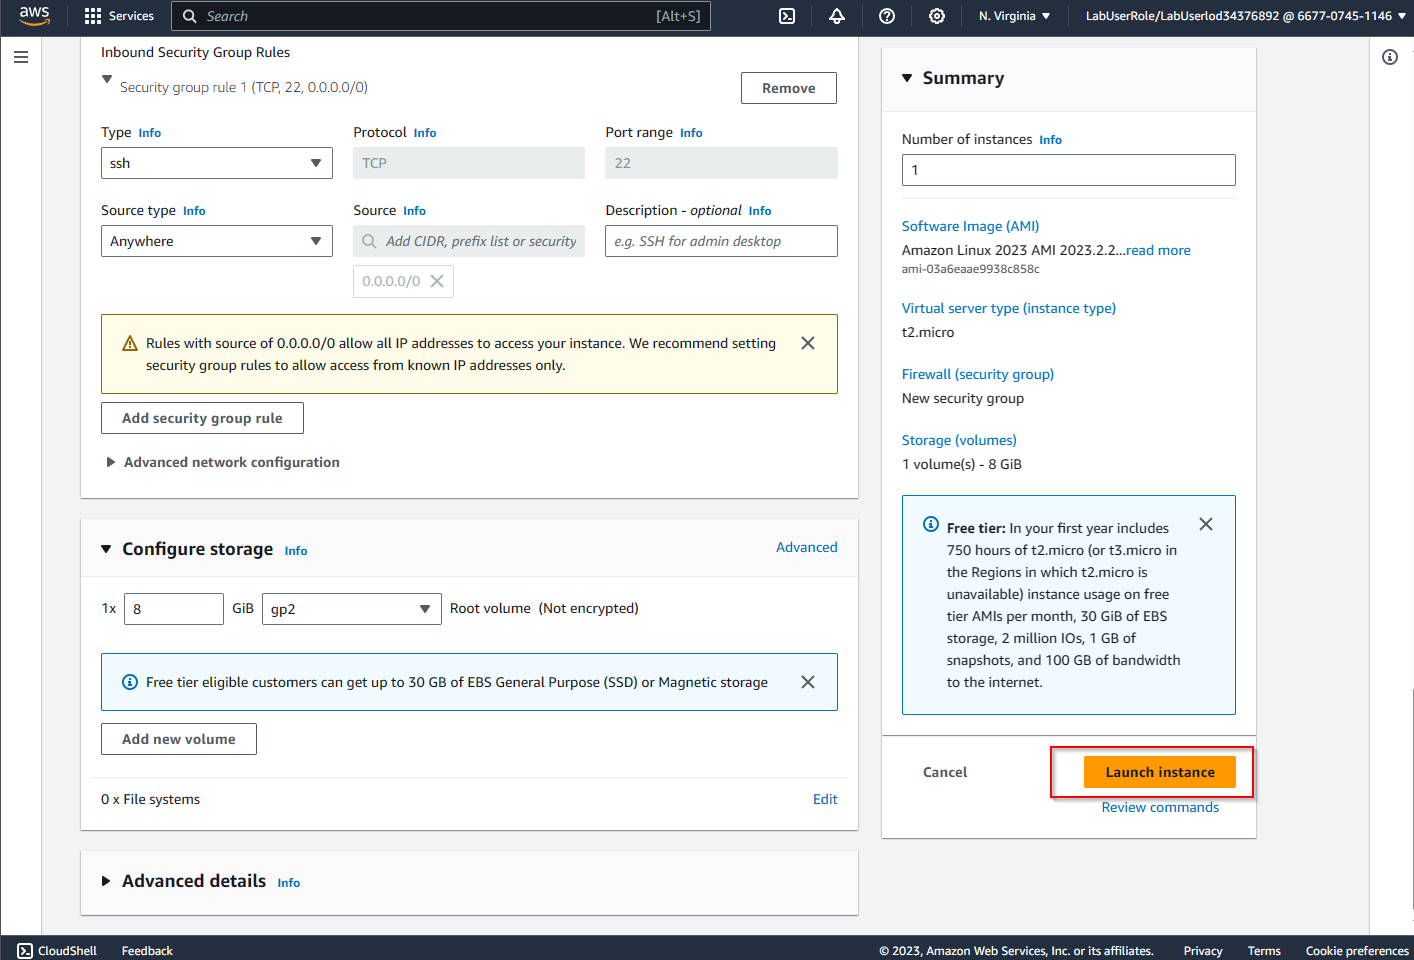 aws
Services
Search
[Alt+S]
N. Virginia
LabUserRole/LabUserlod34376892 @ 6677-0745-1146
Inbound Security Group Rules
Security group rule 1 (TCP, 22, 0.0.0.0/0)
Remove
Type Info
Protocol Info
Port range Info
ssh
TCP
22
Source type Info
Source Info
Description - optional Info
Anywhere
Add CIDR, prefix list or security
e.g. SSH for admin desktop
0.0.0.0/0
Rules with source of 0.0.0.0/0 allow all IP addresses to access your instance. We recommend setting
security group rules to allow access from known IP addresses only.
Add security group rule
Advanced network configuration
Configure storage Info
Advanced
1x
8
GiB
gp2
Root volume (Not encrypted)
Free tier eligible customers can get up to 30 GB of EBS General Purpose (SSD) or Magnetic storage
Add new volume
0 x File systems
Edit
Advanced details Info
Summary
Number of instances Info
1
Software Image (AMI)
Amazon Linux 2023 AMI 2023.2.2...read more
ami-03a6eaae9938c858c
Virtual server type (instance type)
t2.micro
Firewall (security group)
New security group
Storage (volumes)
1 volume(s) - 8 GiB
Free tier: In your first year includes
750 hours of t2.micro (or t3.micro in
the Regions in which t2.micro is
unavailable) instance usage on free
tier AMIs per month, 30 GiB of EBS
storage, 2 million IOs, 1 GB of
snapshots, and 100 GB of bandwidth
to the internet.
Cancel
Launch instance
Review commands
CloudShell
Feedback
© 2023, Amazon Web Services, Inc. or its affiliates.
Privacy
Terms
Cookie preferences